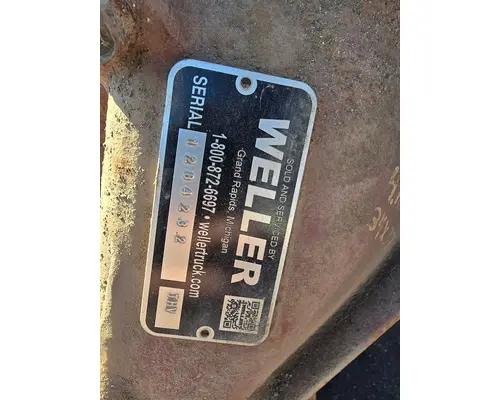 SOLD AND SERVICED BY
WELLER
Grand Rapids, Michigan
1-800-872-6697 • wellertruck.com
SERIAL